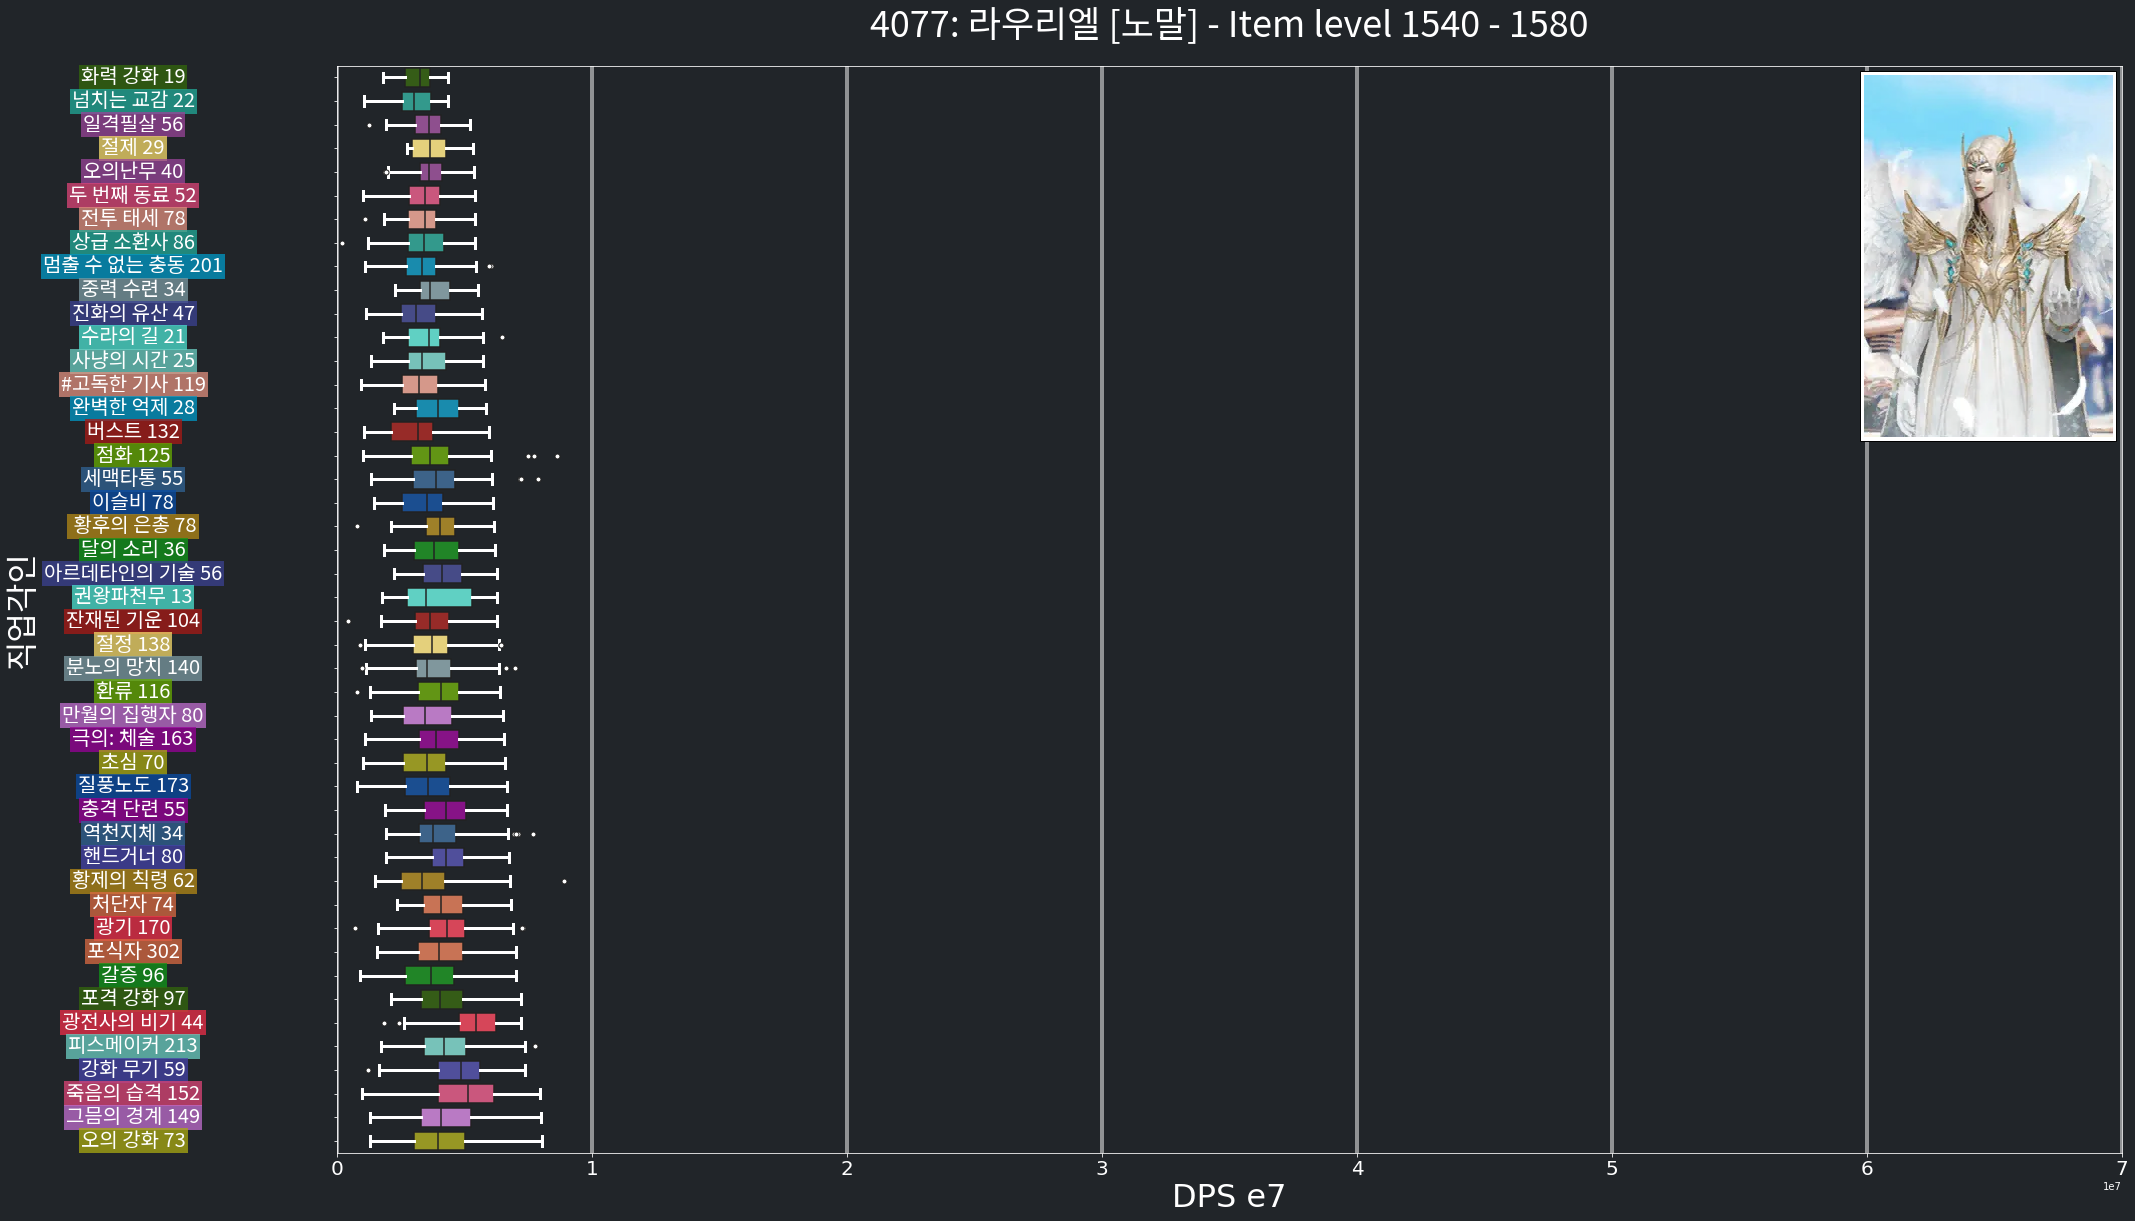 4077: 라우리엘 [노말] - Item level 1540 - 1580
화력 강화 19
넘치는 교감 22
일격필살 56
절제 29
오의난무 40
두 번째 동료 52
전투 태세 78
상급 소환사 86
멈출 수 없는 충동 201
중력 수련 34
진화의 유산 47
수라의 길 21
사냥의 시간 25
#고독한 기사 119
완벽한 억제 28
버스트 132
점화 125
세맥타통 55
이슬비 78
황후의 은총 78
달의 소리 36
아르데타인의 기술 56
권왕파천무 13
잔재된 기운 104
절정 138
분노의 망치 140
환류 116
만월의 집행자 80
극의: 체술 163
초심 70
질풍노도 173
충격 단련 55
역천지체 34
핸드거너 80
황제의 칙령 62
처단자 74
광기 170
포식자 302
갈증 96
포격 강화 97
광전사의 비기 44
피스메이커 213
강화 무기 59
죽음의 습격 152
그믐의 경계 149
오의 강화 73
직업각인
0 1 2 3 4 5 6 7
1e7
DPS e7